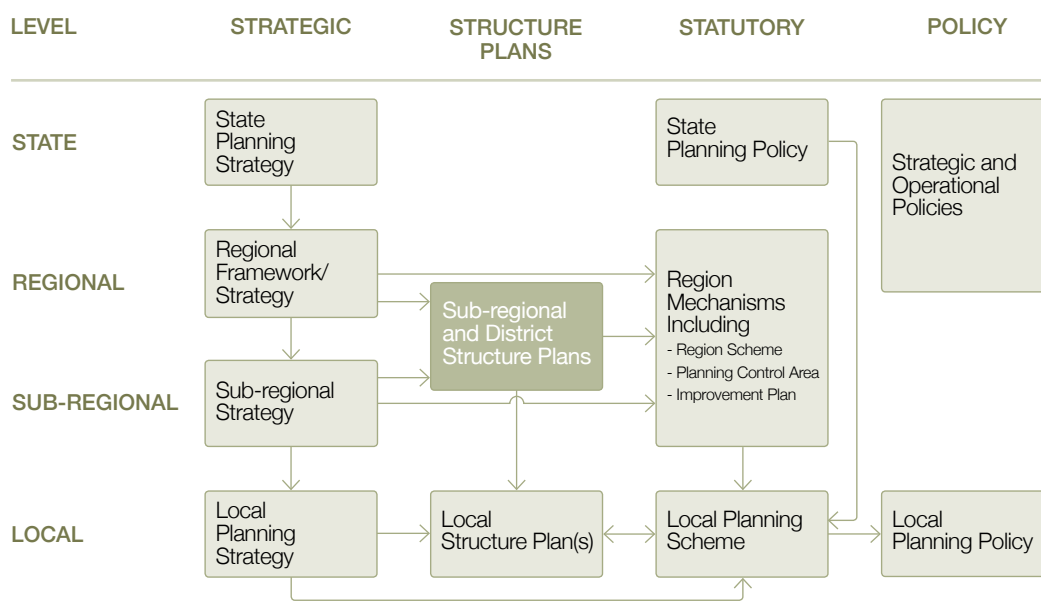 LEVEL
STRATEGIC
STRUCTURE
PLANS
STATUTORY
POLICY
STATE
State
Planning
Strategy
State
Planning Policy
Strategic and
Operational
Policies
REGIONAL
Regional
Framework/
Strategy
Sub-regional
and District
Structure Plans
Region
Mechanisms
Including
- Region Scheme
- Planning Control Area
- Improvement Plan
SUB-REGIONAL
Sub-regional
Strategy
LOCAL
Local
Planning
Strategy
Local
Structure Plan(s)
Local Planning
Scheme
Local
Planning Policy